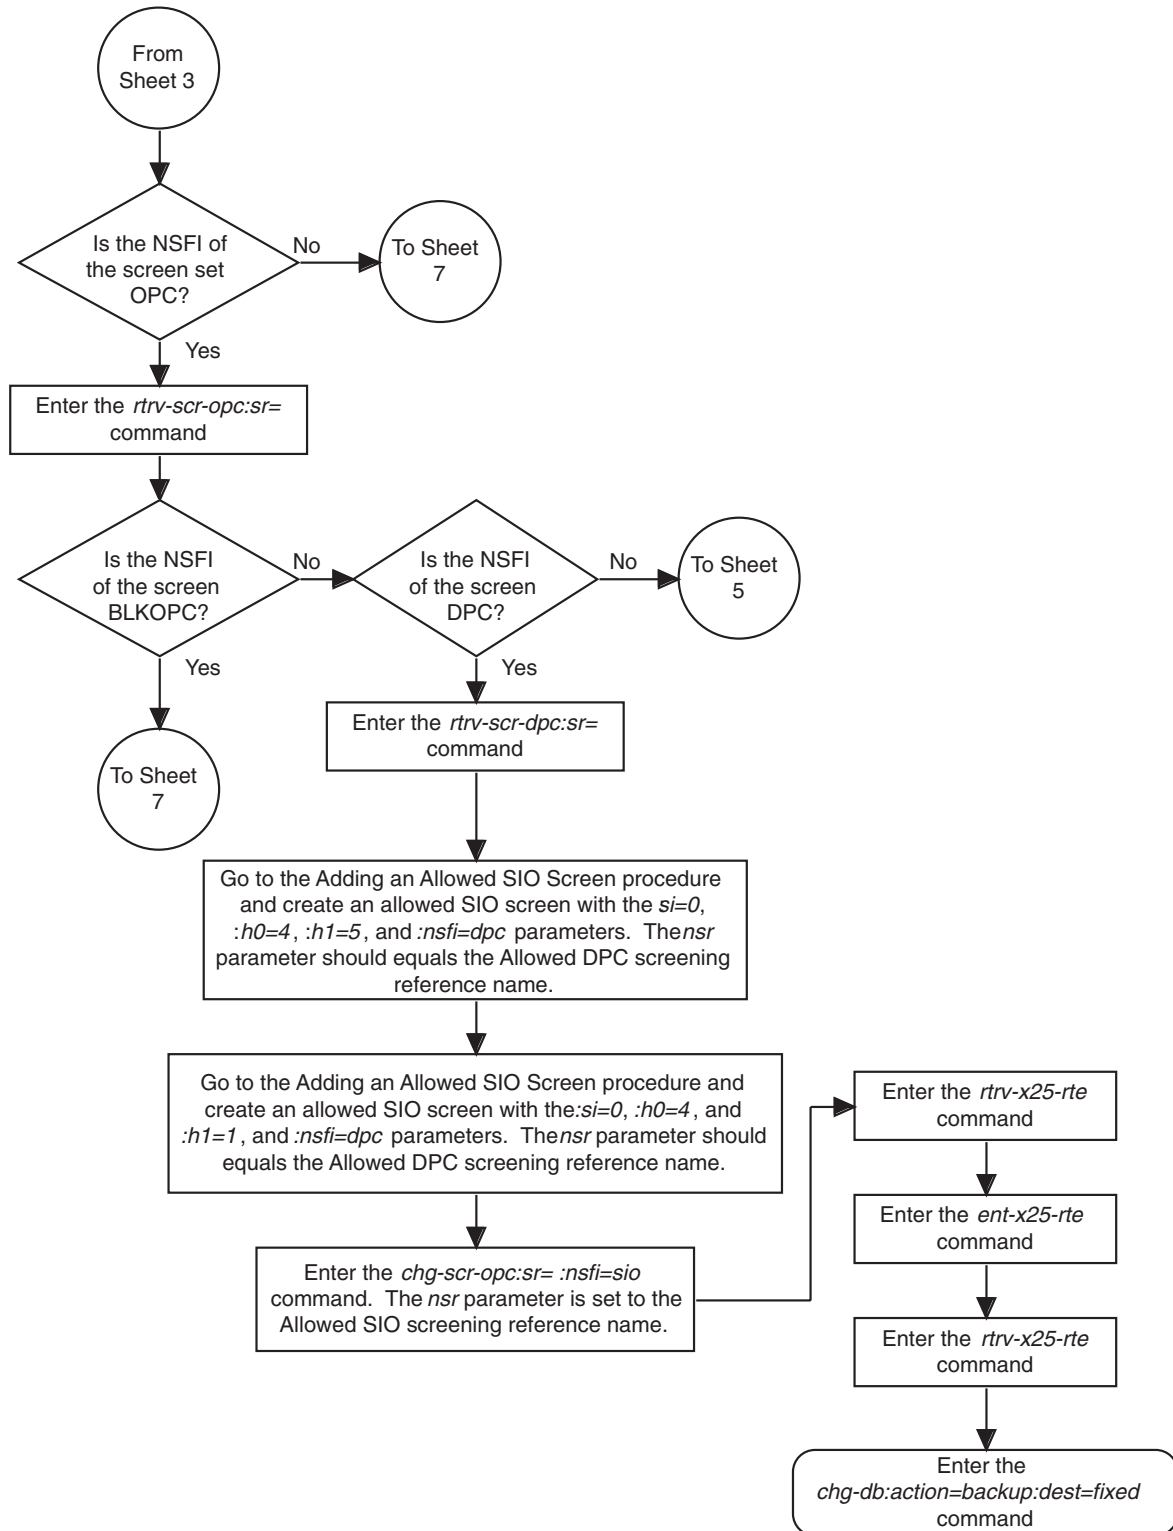 From
Sheet 3
Is the NSFI of
the screen set
OPC?
No
To Sheet
7
Yes
Enter the rtrv-scr-opc:sr=
command
Is the NSFI
of the screen
BLKOPC?
No
Is the NSFI
of the screen
DPC?
No
To Sheet
5
Yes
To Sheet
7
Yes
Enter the rtrv-scr-dpc:sr=
command
Go to the Adding an Allowed SIO Screen procedure
and create an allowed SIO screen with the si=0,
:h0=4, :h1=5, and :nsfi=dpc parameters. The nsr
parameter should equals the Allowed DPC screening
reference name.
Go to the Adding an Allowed SIO Screen procedure and
create an allowed SIO screen with the :si=0, :h0=4, and
:h1=1, and :nsfi=dpc parameters. The nsr parameter should
equals the Allowed DPC screening reference name.
Enter the chg-scr-opc:sr= :nsfi=sio
command. The nsr parameter is set to the
Allowed SIO screening reference name.
Enter the rtrv-x25-rte
command
Enter the ent-x25-rte
command
Enter the rtrv-x25-rte
command
Enter the
chg-db:action=backup:dest=fixed
command